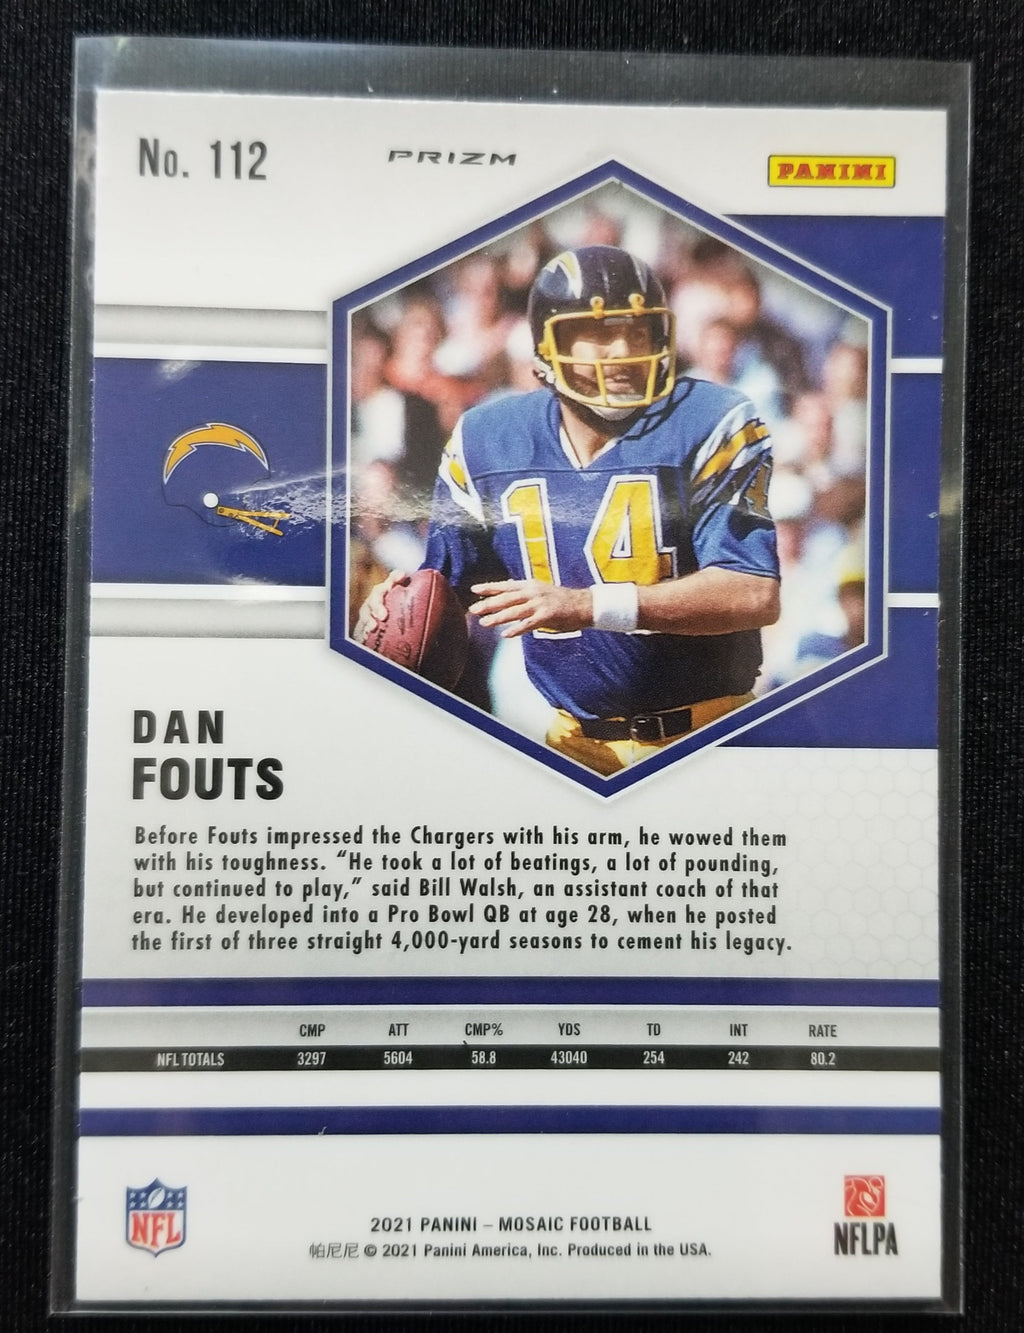 No. 112
PRIZM
PANINI
14
DAN
FOUTS
Before Fouts impressed the Chargers with his arm, he wowed them
with his toughness. “He took a lot of beatings, a lot of pounding,
but continued to play,” said Bill Walsh, an assistant coach of that
era. He developed into a Pro Bowl QB at age 28, when he posted
the first of three straight 4,000-yard seasons to cement his legacy.
CMP ATT CMP% YDS TD INT RATE
NFL TOTALS 3297 5604 58.8 43040 254 242 80.2
NFL
NFLPA
2021 PANINI – MOSAIC FOOTBALL
帕尼尼 © 2021 Panini America, Inc. Produced in the USA.